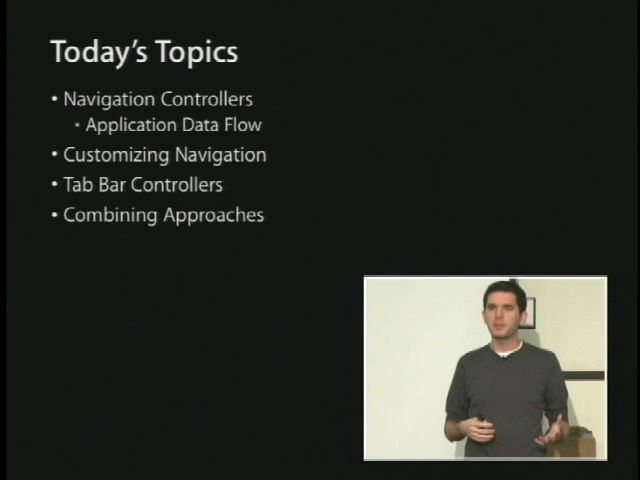 Today's Topics
• Navigation Controllers
▪ Application Data Flow
• Customizing Navigation
• Tab Bar Controllers
• Combining Approaches